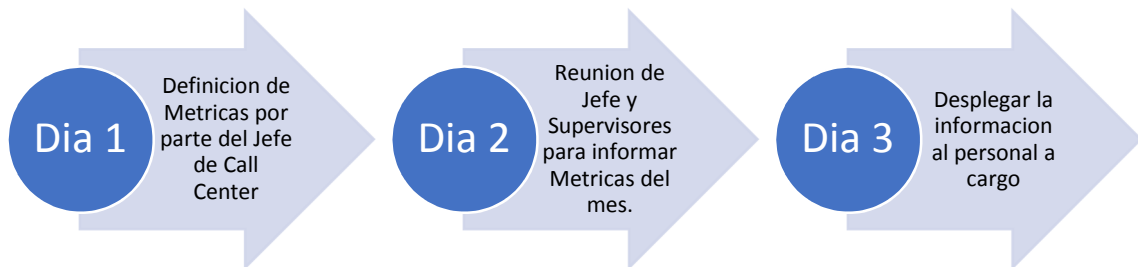 Dia 1
Definicion de
Metricas por
parte del Jefe
de Call
Center
Dia 2
Reunion de
Jefe y
Supervisores
para informar
Metricas del
mes.
Dia 3
Desplegar la
informacion
al personal a
cargo